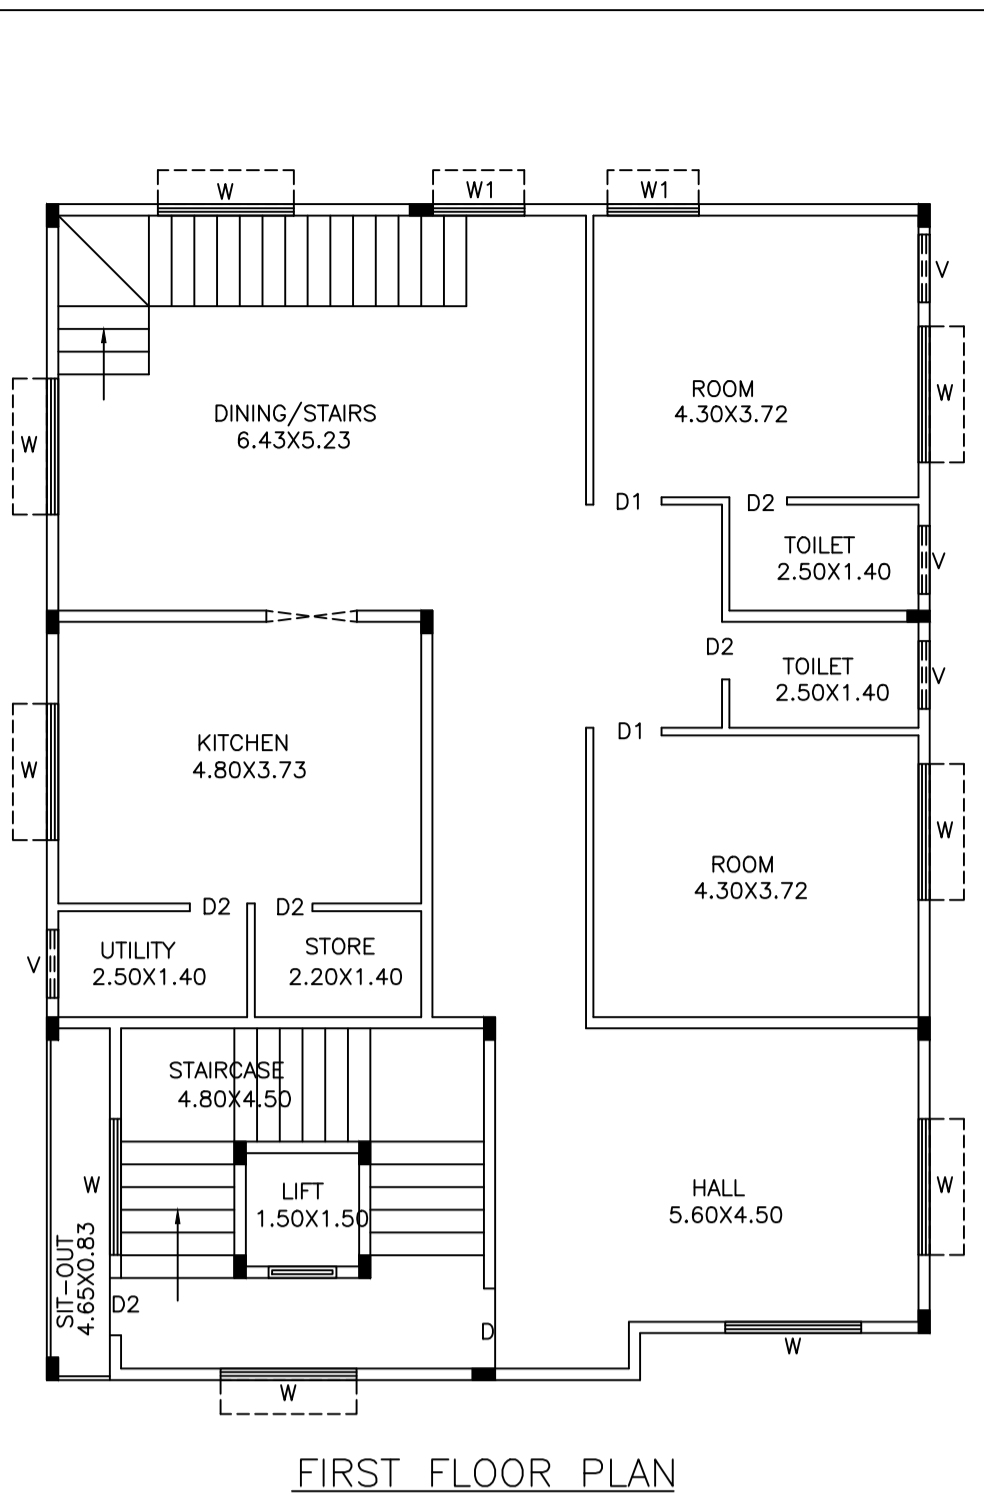 W
W1
W1
V
ROOM
4.30X3.72
W
DINING/STAIRS
6.43X5.23
W
D1
D2
TOILET
2.50X1.40
V
D2
TOILET
2.50X1.40
V
D1
KITCHEN
4.80X3.73
W
W
ROOM
4.30X3.72
D2
D2
UTILITY
2.50X1.40
V
STORE
2.20X1.40
STAIRCASE
4.80X4.50
W
LIFT
1.50X1.50
HALL
5.60X4.50
W
SIT-OUT
4.65X0.83
D2
D
W
W
FIRST FLOOR PLAN